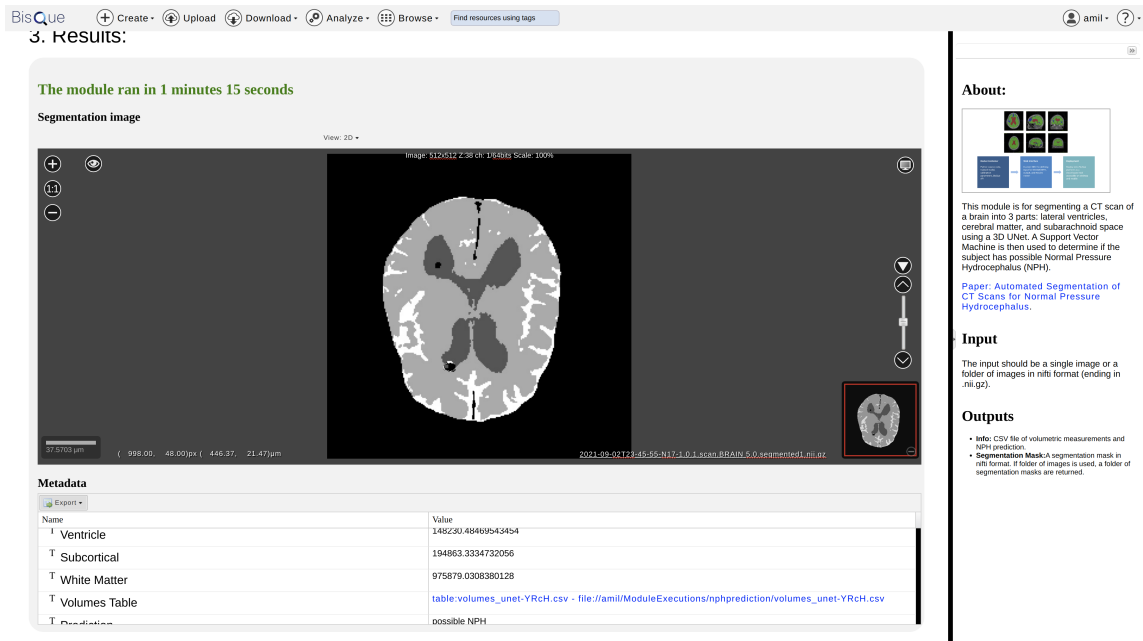 BisQue
Create
Upload
Download
Analyze
Browse
Find resources using tags
amil
?
3. Results:
The module ran in 1 minutes 15 seconds
Segmentation image
View: 2D
Image: 512x512 Z:38 ch: 1/64bits Scale: 100%
1:1
37.5703 μm
( 998.00, 48.00)px ( 446.37, 21.47)μm
2021-09-02T23-45-55-N17-1.0.1.scan.BRAIN_5.0.segmented1.nii.gz
Metadata
Export
Name Value
T Ventricle 148230.48469543454
T Subcortical 194863.3334732056
T White Matter 975879.0308380128
T Volumes Table table:volumes_unet-YRcH.csv - file://amil/ModuleExecutions/nphprediction/volumes_unet-YRcH.csv
T Prediction possible NPH
About:
This module is for segmenting a CT scan of
a brain into 3 parts: lateral ventricles,
cerebral matter, and subarachnoid space
using a 3D UNet. A Support Vector
Machine is then used to determine if the
subject has possible Normal Pressure
Hydrocephalus (NPH).
Paper: Automated Segmentation of
CT Scans for Normal Pressure
Hydrocephalus.
Input
The input should be a single image or a
folder of images in nifti format (ending in
.nii.gz).
Outputs
• Info: CSV file of volumetric measurements and
NPH prediction.
• Segmentation Mask:A segmentation mask in
nifti format. If folder of images is used, a folder of
segmentation masks are returned.